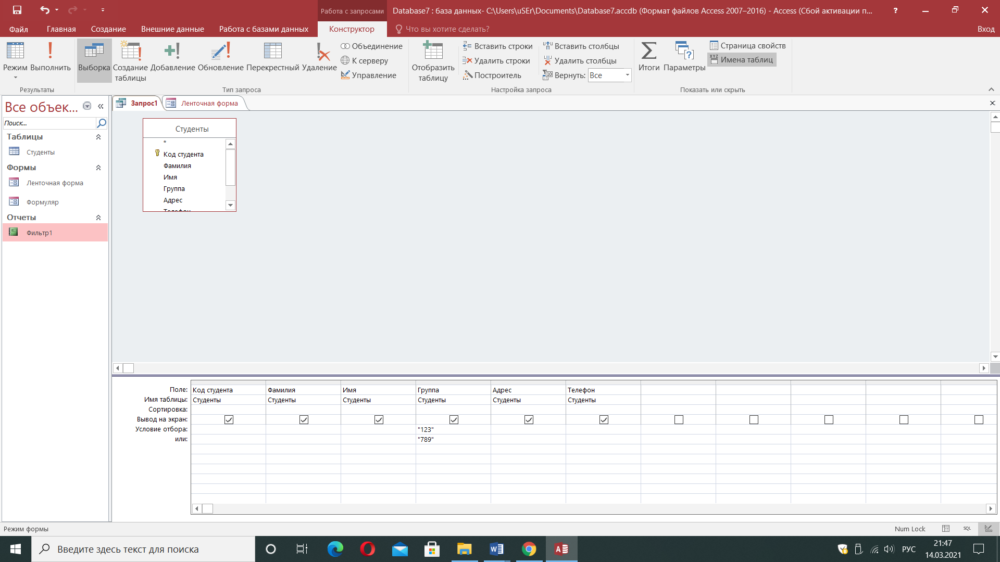 Работа с запросами
Database7 : база данных- C:\Users\uSEr\Documents\Database7.accdb (Формат файлов Access 2007–2016) - Access (Сбой активации п...
?
Файл
Главная
Создание
Внешние данные
Работа с базами данных
Конструктор
Что вы хотите сделать?
Вход
Режим
Выполнить
Результаты
Выборка
Создание таблицы
Добавление
Обновление
Перекрестный
Удаление
Объединение
К серверу
Управление
Тип запроса
Отобразить таблицу
Вставить строки
Удалить строки
Построитель
Вставить столбцы
Удалить столбцы
Вернуть: Все
Настройка запроса
Итоги
Параметры
Страница свойств
Имена таблиц
Показать или скрыть
Все объек...
Поиск...
Таблицы
Студенты
Формы
Ленточная форма
Формуляр
Отчеты
Фильтр1
Запрос1
Ленточная форма
Студенты
*
Код студента
Фамилия
Имя
Группа
Адрес
Телефон
Поле: Код студента Фамилия Имя Группа Адрес Телефон
Имя таблицы: Студенты Студенты Студенты Студенты Студенты Студенты
Сортировка:
Вывод на экран:
Условие отбора: "123"
или: "789"
Режим формы
Num Lock
SQL
Введите здесь текст для поиска
РУС
21:47
14.03.2021